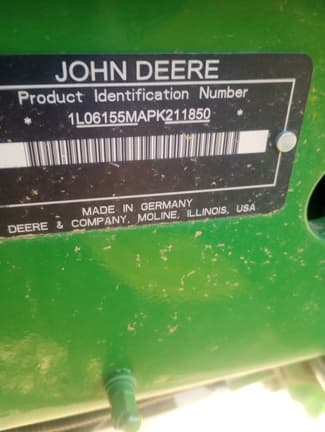 JOHN DEERE
Product Identification Number
* 1L06155MAPK211850 *
MADE IN GERMANY
DEERE & COMPANY, MOLINE, ILLINOIS, USA